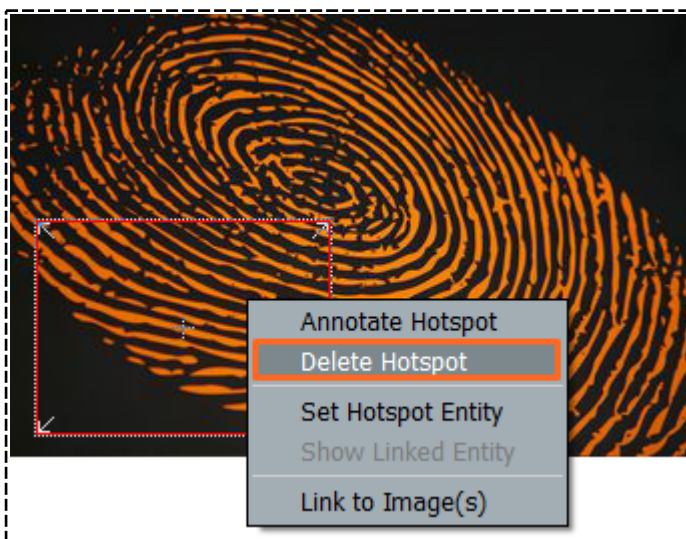 Annotate Hotspot
Delete Hotspot
Set Hotspot Entity
Show Linked Entity
Link to Image(s)